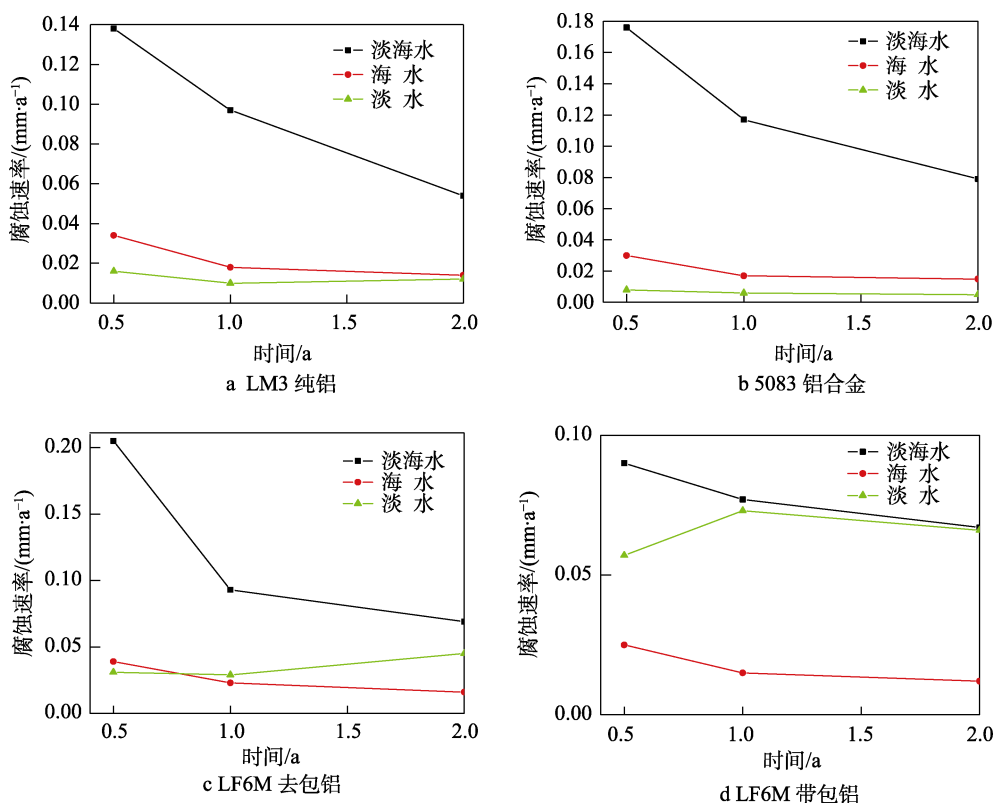 0.14
0.12
0.10
0.08
0.06
0.04
0.02
0.00
腐蚀速率/(mm·a⁻¹)
淡海水
海 水
淡 水
0.5 1.0 1.5 2.0
时间/a
a LM3 纯铝
0.18
0.16
0.14
0.12
0.10
0.08
0.06
0.04
0.02
0.00
腐蚀速率/(mm·a⁻¹)
淡海水
海 水
淡 水
0.5 1.0 1.5 2.0
时间/a
b 5083 铝合金
0.20
0.15
0.10
0.05
0.00
腐蚀速率/(mm·a⁻¹)
淡海水
海 水
淡 水
0.5 1.0 1.5 2.0
时间/a
c LF6M 去包铝
0.10
0.05
0.00
腐蚀速率/(mm·a⁻¹)
淡海水
海 水
淡 水
0.5 1.0 1.5 2.0
时间/a
d LF6M 带包铝